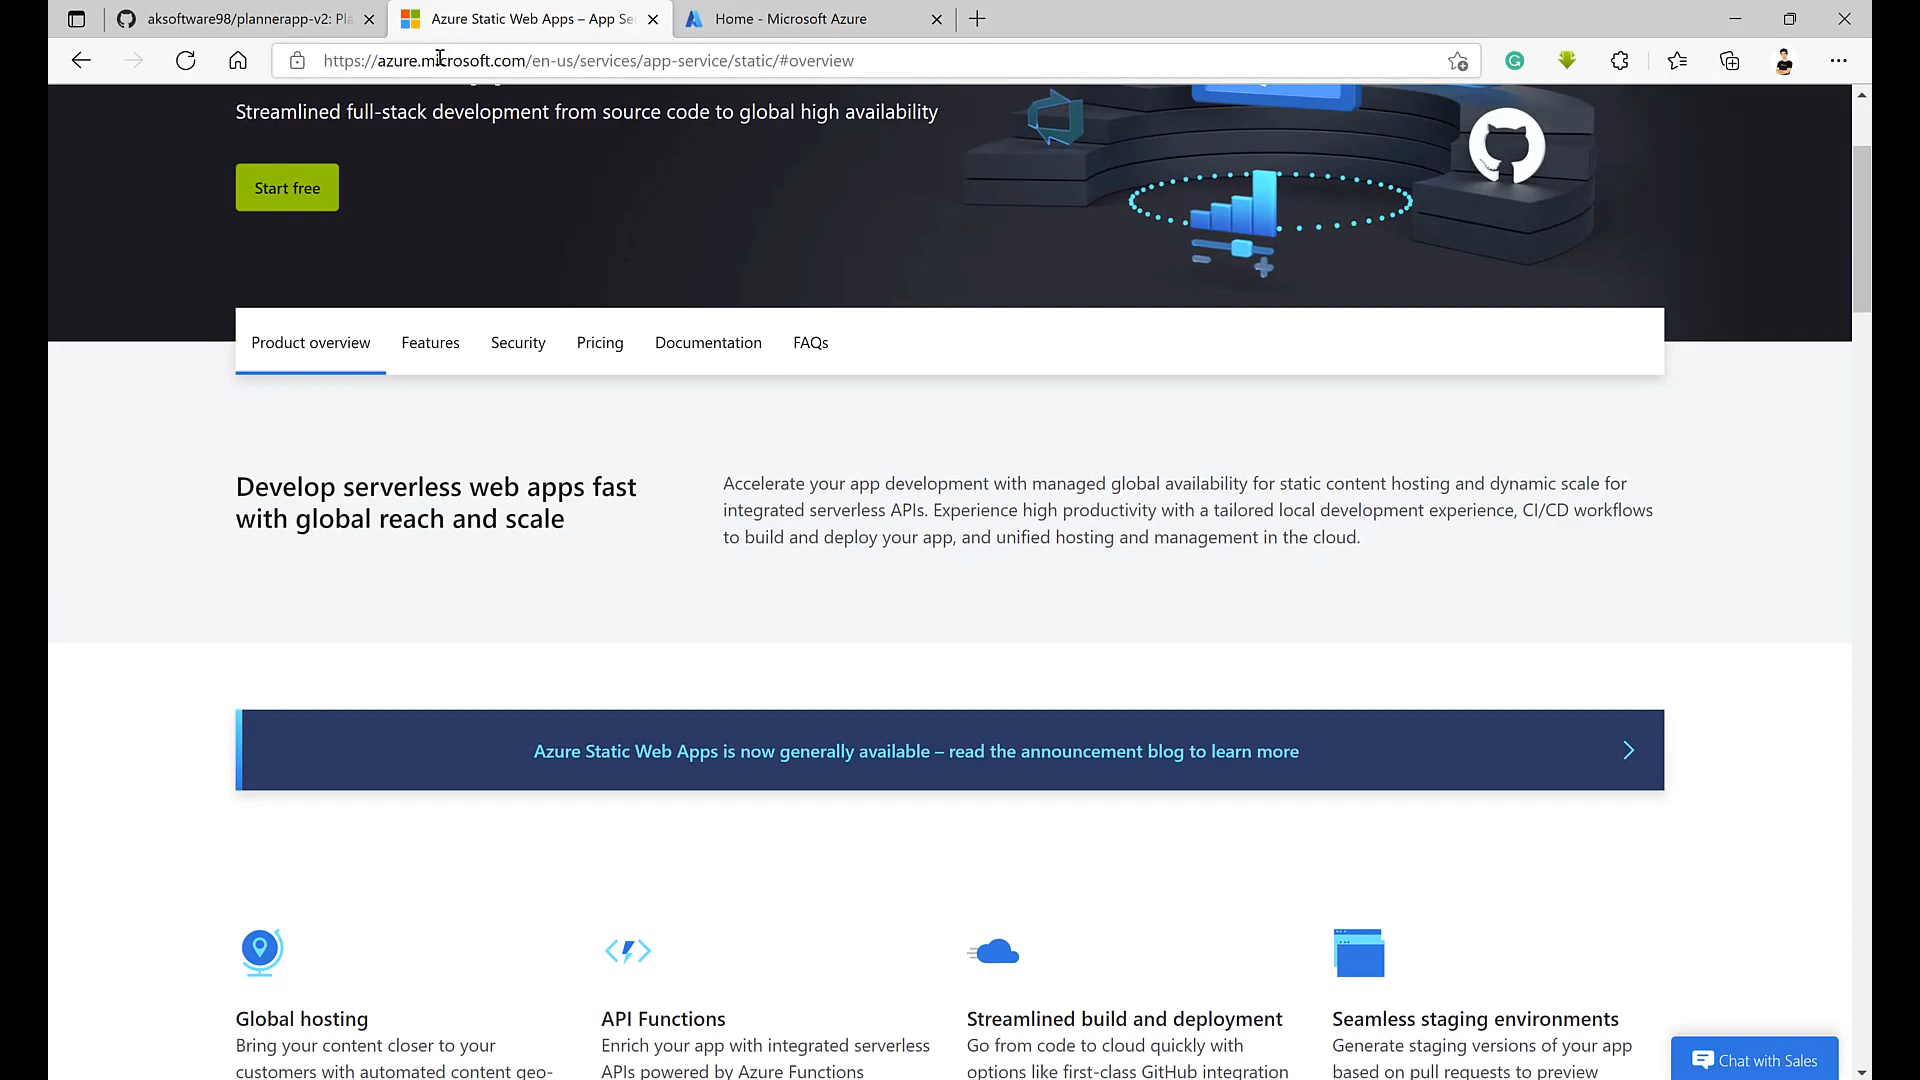 aksoftware98/plannerapp-v2: Pla
Azure Static Web Apps – App Se
Home - Microsoft Azure
https://azure.microsoft.com/en-us/services/app-service/static/#overview
Streamlined full-stack development from source code to global high availability
Start free
Product overview Features Security Pricing Documentation FAQs
Develop serverless web apps fast
with global reach and scale
Accelerate your app development with managed global availability for static content hosting and dynamic scale for
integrated serverless APIs. Experience high productivity with a tailored local development experience, CI/CD workflows
to build and deploy your app, and unified hosting and management in the cloud.
Azure Static Web Apps is now generally available – read the announcement blog to learn more
Global hosting
Bring your content closer to your
customers with automated content geo-
API Functions
Enrich your app with integrated serverless
APIs powered by Azure Functions
Streamlined build and deployment
Go from code to cloud quickly with
options like first-class GitHub integration
Seamless staging environments
Generate staging versions of your app
based on pull requests to preview
Chat with Sales